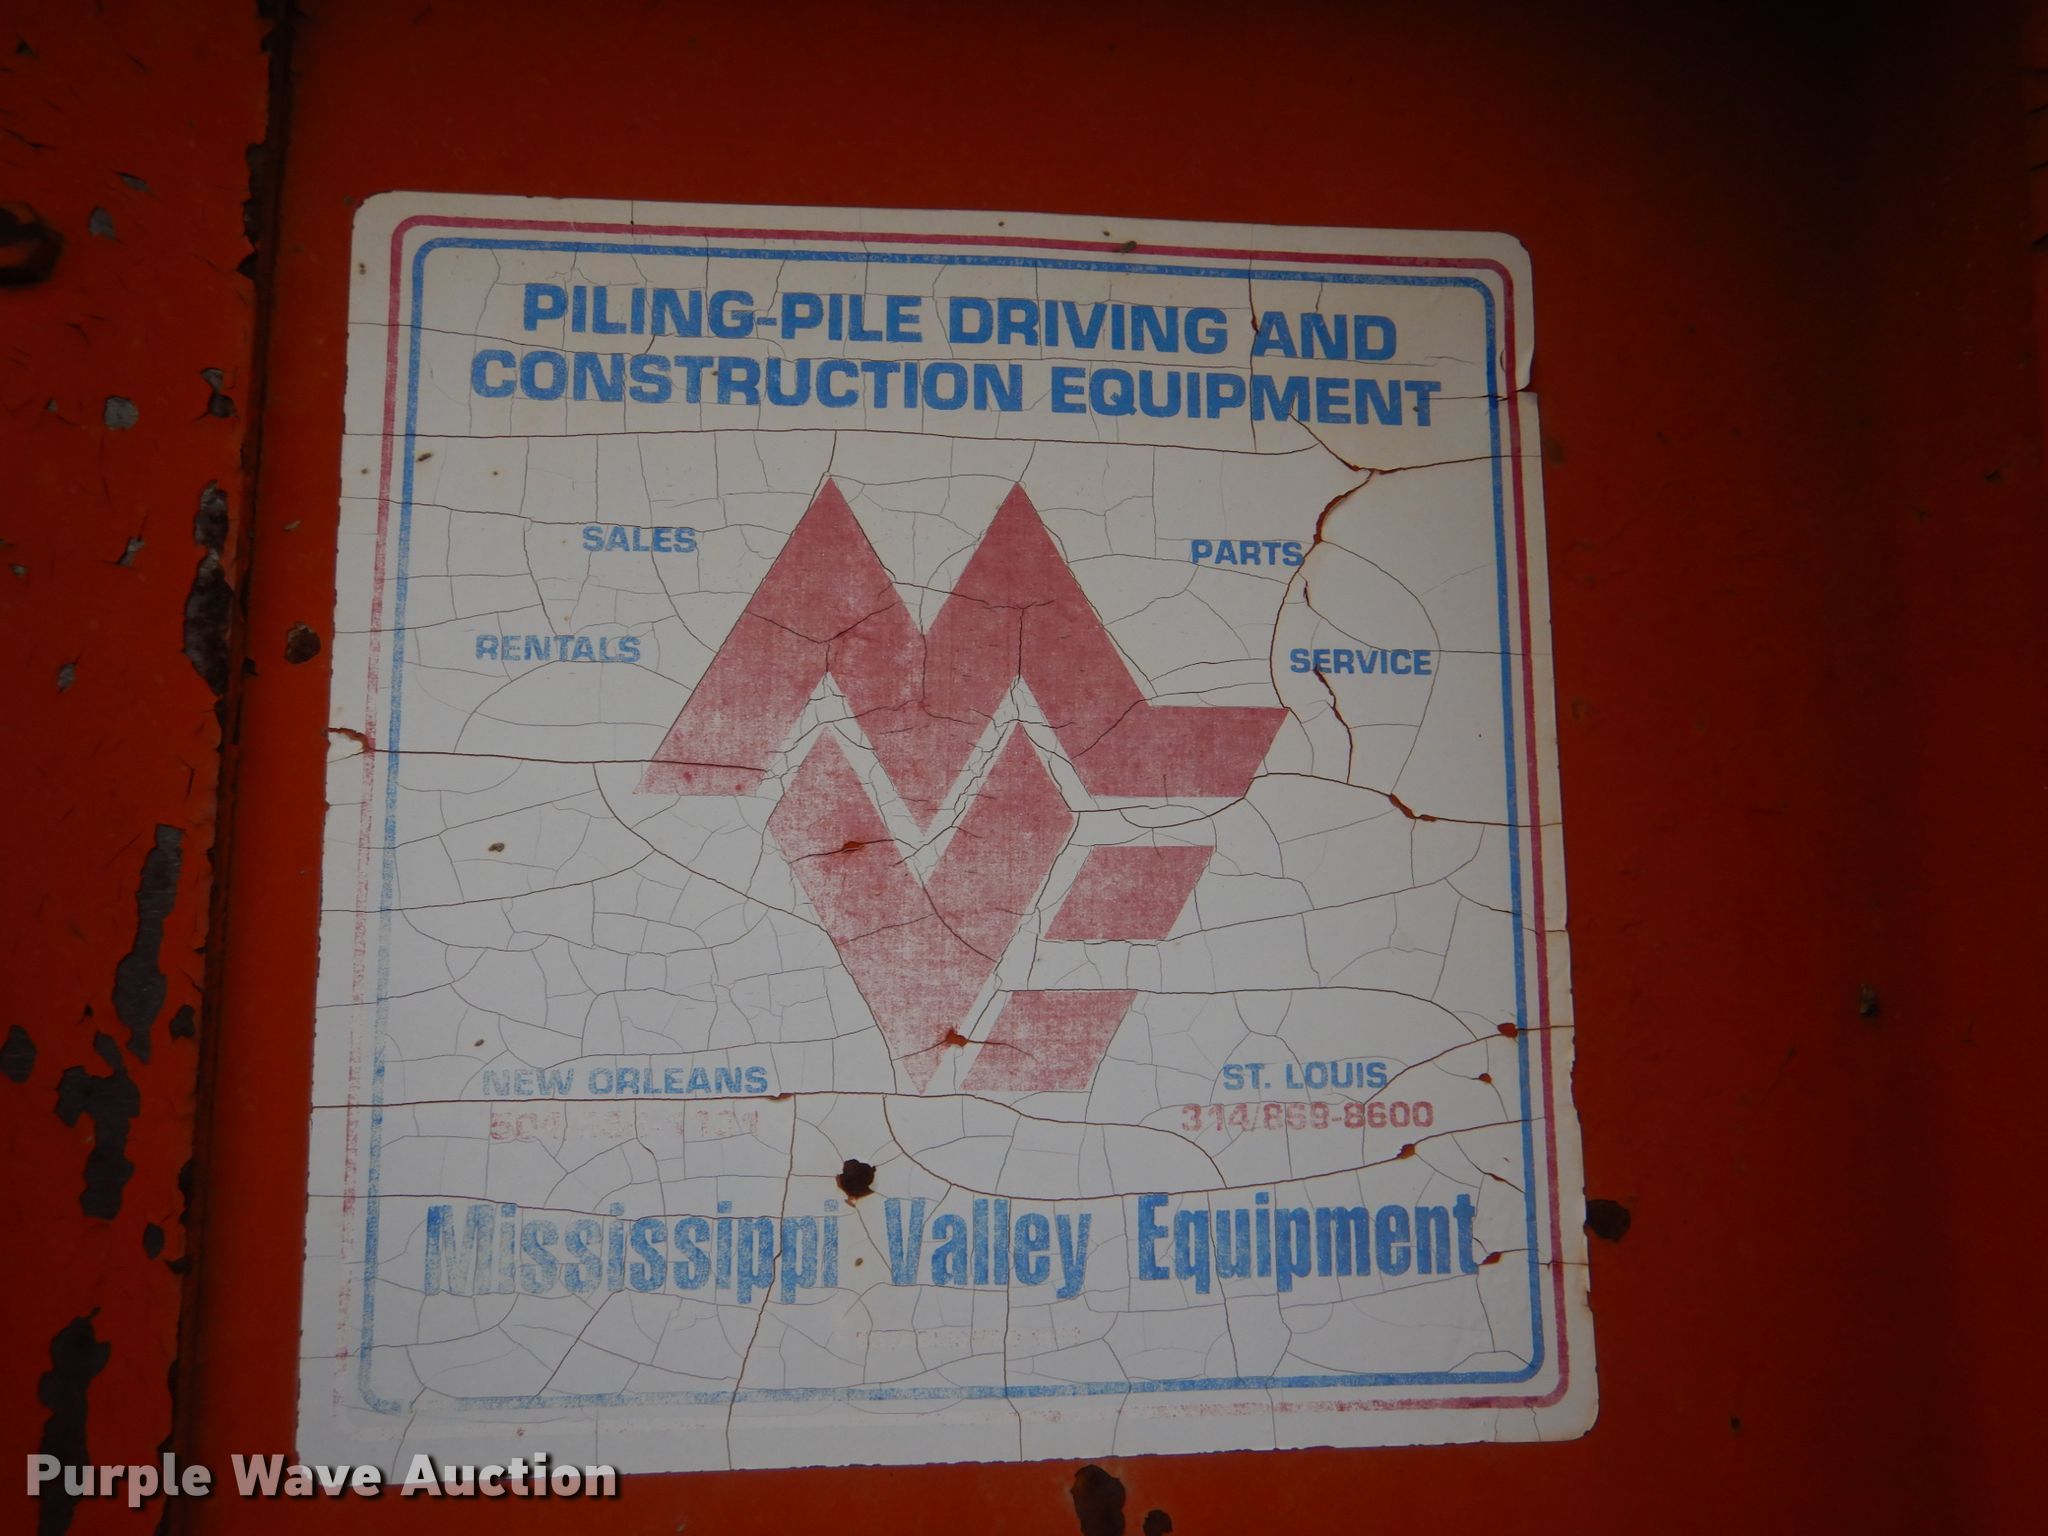 PILING-PILE DRIVING AND
CONSTRUCTION EQUIPMENT
SALES
PARTS
RENTALS
SERVICE
MVE
NEW ORLEANS
ST. LOUIS
314/869-8600
Mississippi Valley Equipment
Purple Wave Auction